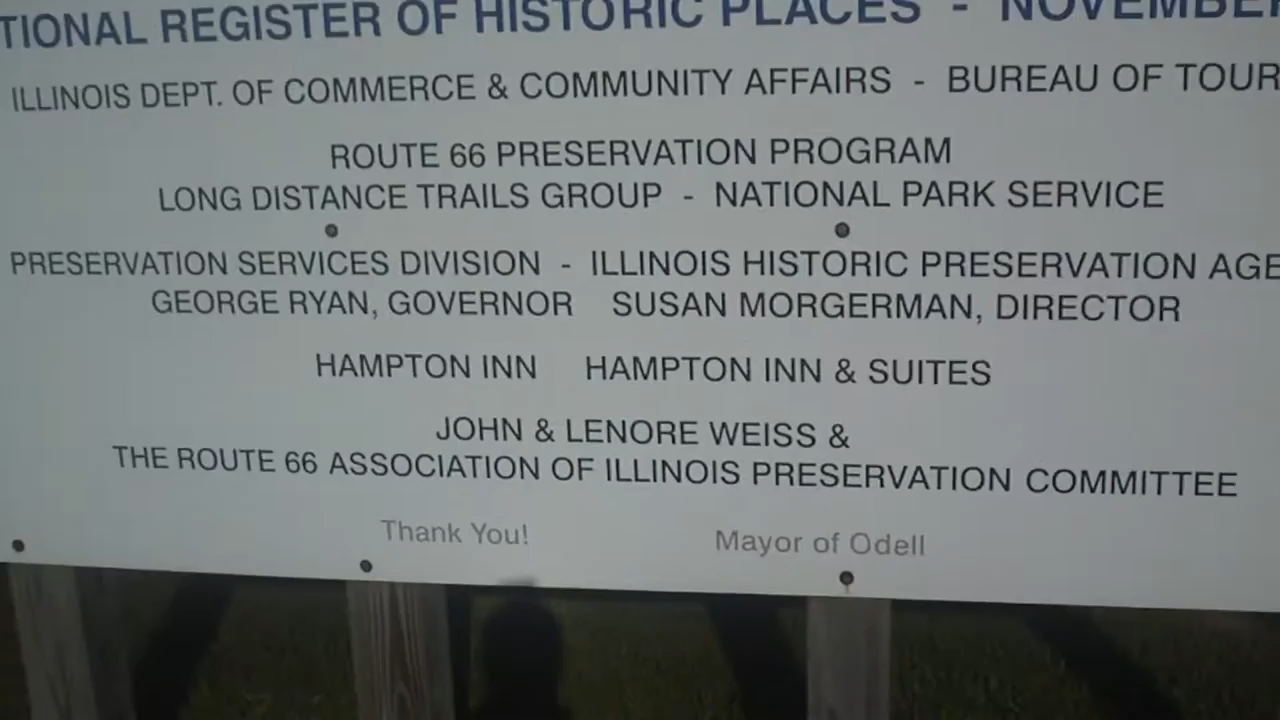 TIONAL REGISTER OF HISTORIC PLACES - NOVEMBER
ILLINOIS DEPT. OF COMMERCE & COMMUNITY AFFAIRS - BUREAU OF TOUR
ROUTE 66 PRESERVATION PROGRAM
LONG DISTANCE TRAILS GROUP - NATIONAL PARK SERVICE
PRESERVATION SERVICES DIVISION - ILLINOIS HISTORIC PRESERVATION AGE
GEORGE RYAN, GOVERNOR SUSAN MORGERMAN, DIRECTOR
HAMPTON INN HAMPTON INN & SUITES
JOHN & LENORE WEISS &
THE ROUTE 66 ASSOCIATION OF ILLINOIS PRESERVATION COMMITTEE
Thank You! Mayor of Odell